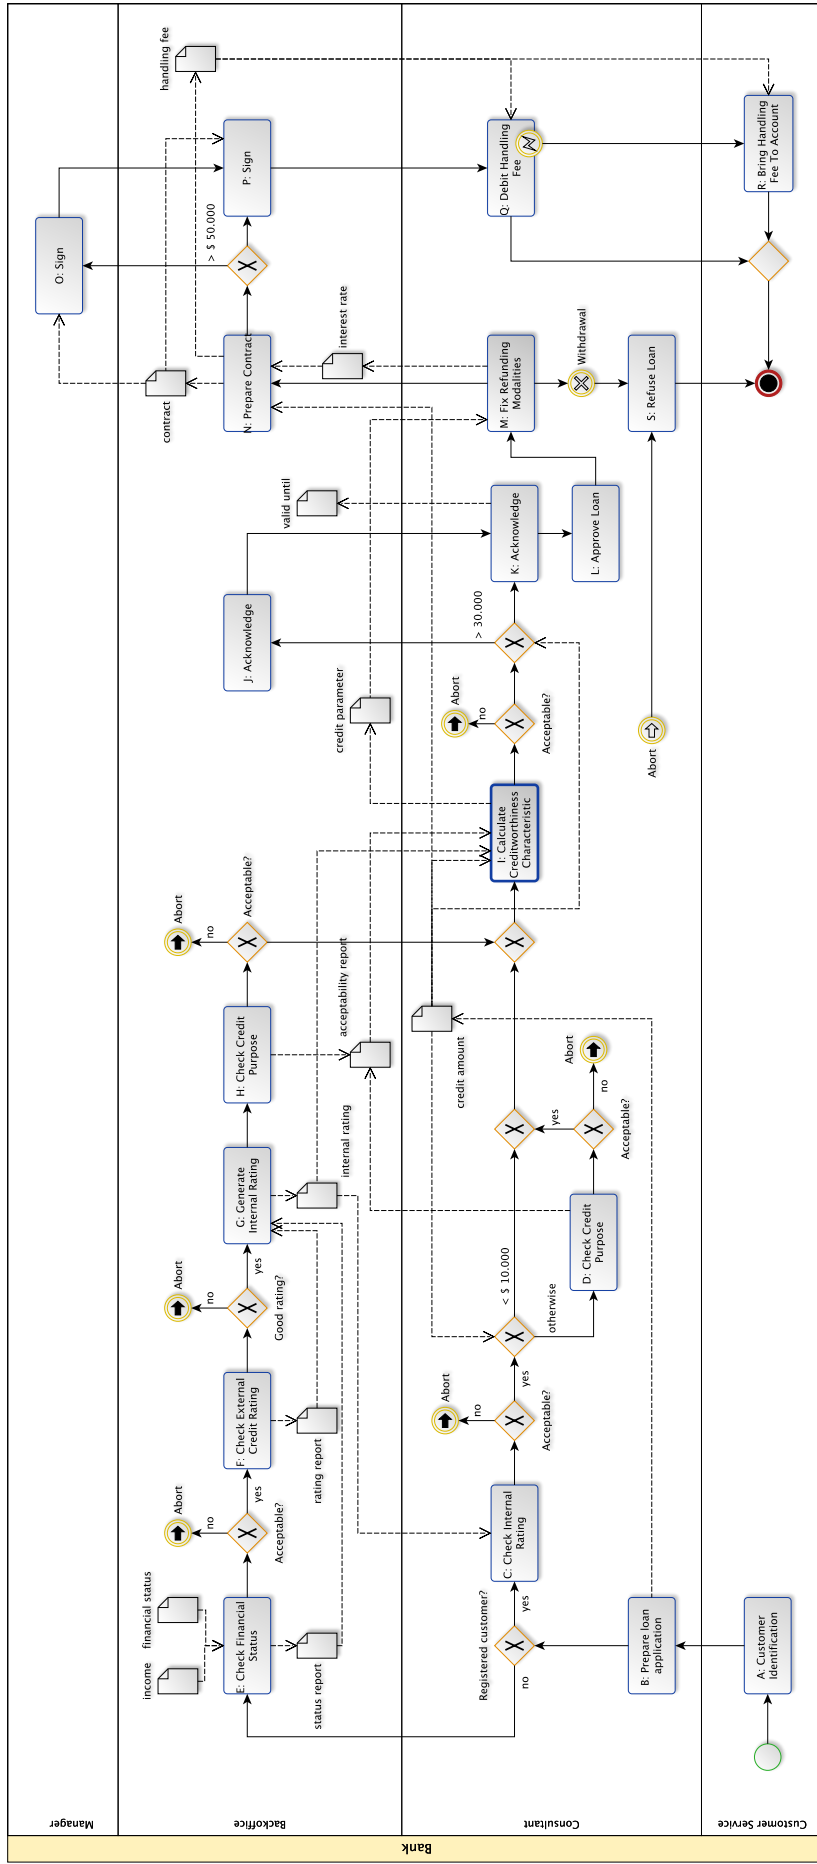 Bank
Manager
Backoffice
Consultant
Customer Service
O: Sign
handling fee
contract
> $ 50.000
P: Sign
N: Prepare Contract
interest rate
Q: Debit Handling
Fee
R: Bring Handling
Fee To Account
M: Fix Refunding
Modalities
Withdrawal
S: Refuse Loan
valid until
J: Acknowledge
K: Acknowledge
L: Approve Loan
> 30.000
credit parameter
Abort
no
Acceptable?
Abort
I: Calculate
Creditworthiness
Characteristic
Abort
no
Acceptable?
H: Check Credit
Purpose
acceptability report
credit amount
Abort
no
yes
Acceptable?
G: Generate
Internal Rating
internal rating
D: Check Credit
Purpose
< $ 10.000
otherwise
Abort
no
yes
Good rating?
F: Check External
Credit Rating
rating report
Abort
no
yes
Acceptable?
Abort
no
yes
Acceptable?
C: Check Internal
Rating
financial status
income
E: Check Financial
Status
status report
Registered customer?
yes
no
B: Prepare loan
application
A: Customer
Identification